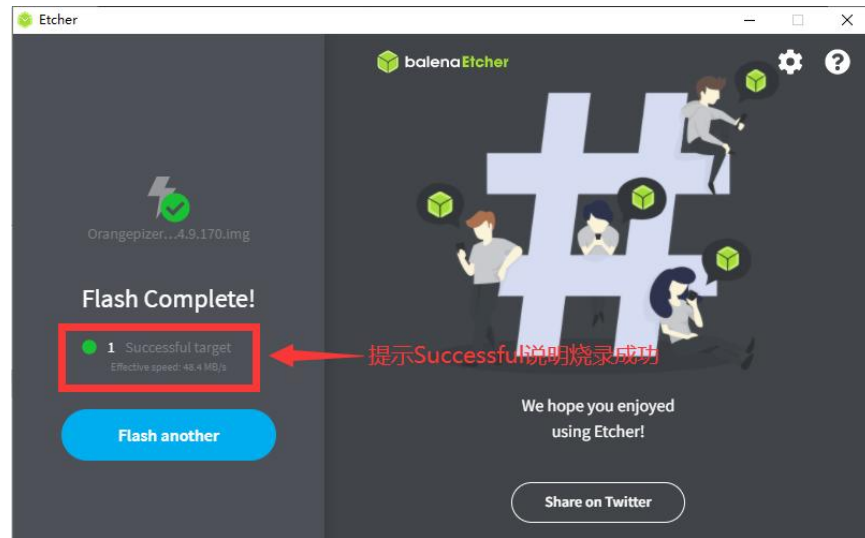 Etcher
balenaEtcher
Orangepizer...4.9.170.img
Flash Complete!
1 Successful target
Effective speed: 48.4 MB/s
提示Successful说明烧录成功
Flash another
We hope you enjoyed
using Etcher!
Share on Twitter